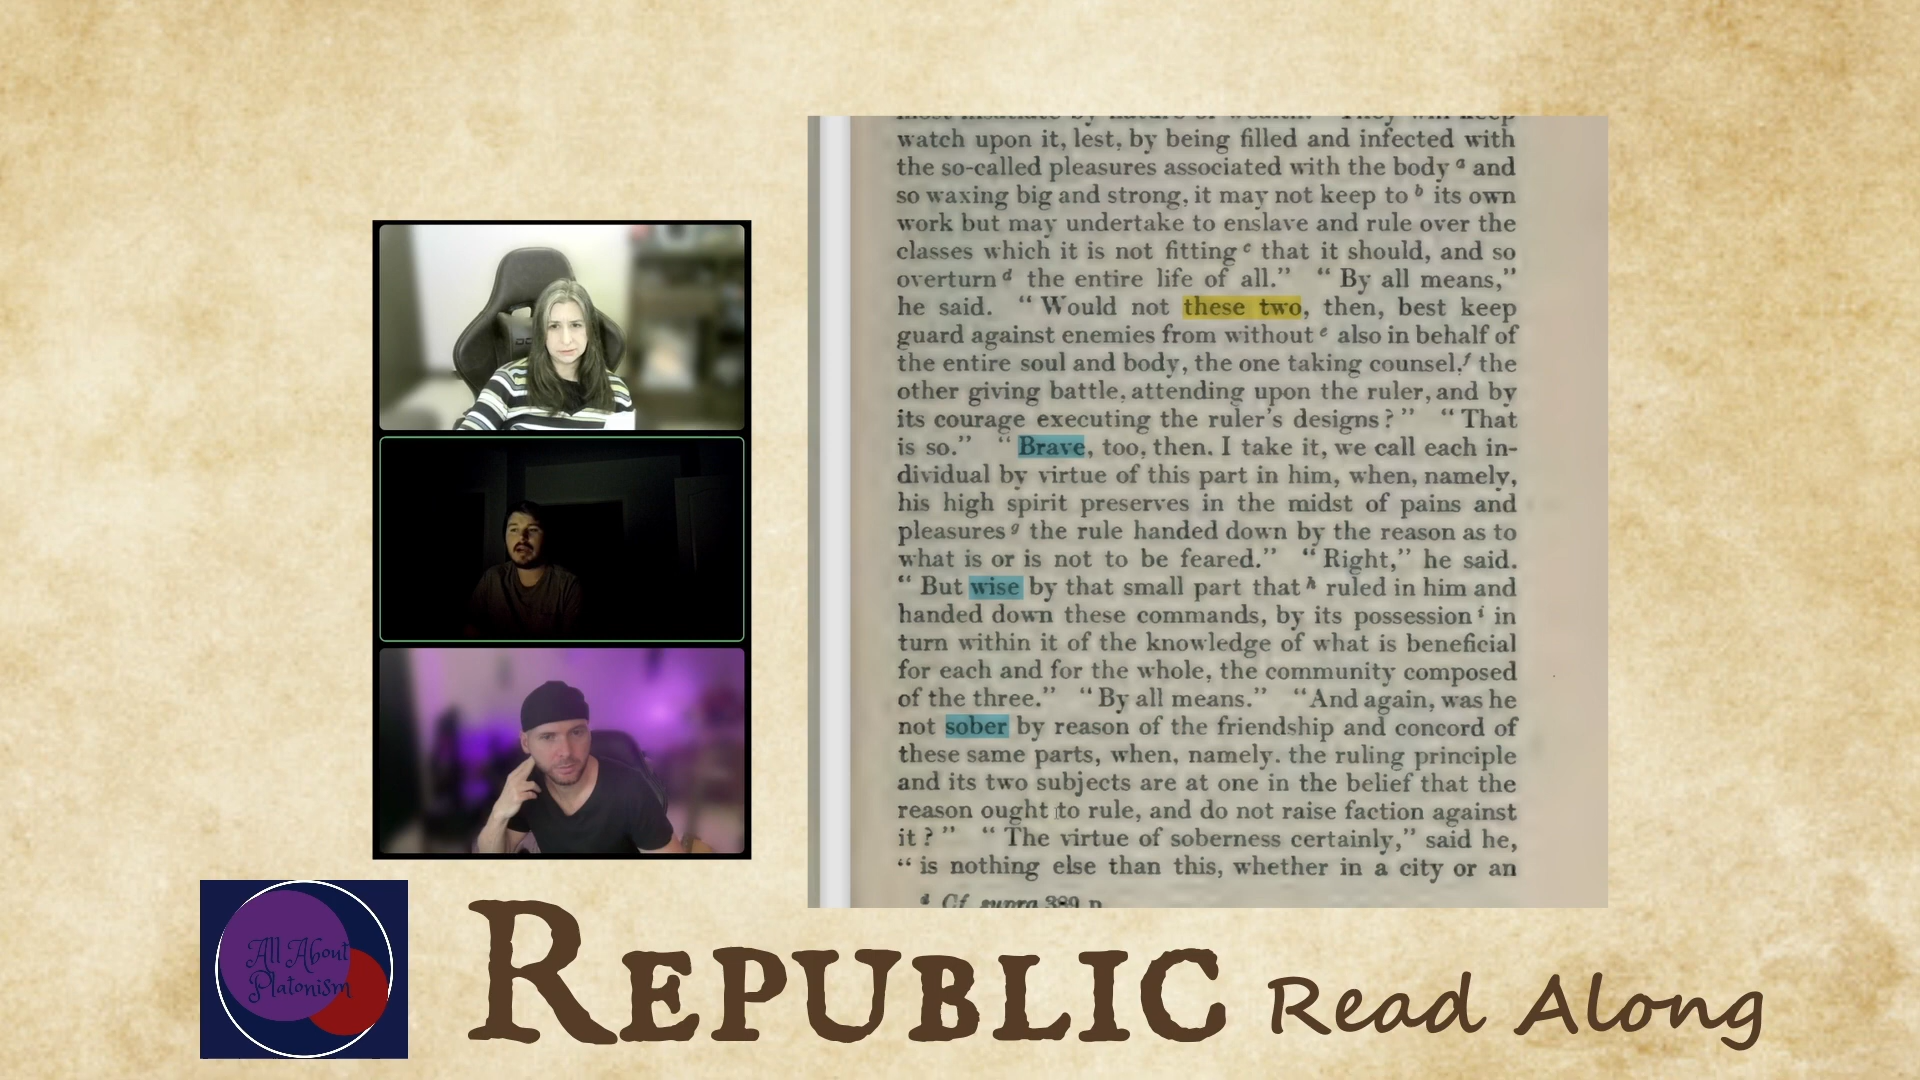 most insatiate by nature of wealth. They will keep
watch upon it, lest, by being filled and infected with
the so-called pleasures associated with the body a and
so waxing big and strong, it may not keep to b its own
work but may undertake to enslave and rule over the
classes which it is not fitting c that it should, and so
overturn d the entire life of all.” “ By all means,”
he said. “ Would not these two, then, best keep
guard against enemies from without e also in behalf of
the entire soul and body, the one taking counsel, f the
other giving battle, attending upon the ruler, and by
its courage executing the ruler’s designs ? ” “ That
is so.” “ Brave, too, then. I take it, we call each in-
dividual by virtue of this part in him, when, namely,
his high spirit preserves in the midst of pains and
pleasures g the rule handed down by the reason as to
what is or is not to be feared.” “ Right,” he said.
“ But wise by that small part that h ruled in him and
handed down these commands, by its possession i in
turn within it of the knowledge of what is beneficial
for each and for the whole, the community composed
of the three.” “ By all means.” “ And again, was he
not sober by reason of the friendship and concord of
these same parts, when, namely. the ruling principle
and its two subjects are at one in the belief that the
reason ought to rule, and do not raise faction against
it ? ” “ The virtue of soberness certainly,” said he,
“ is nothing else than this, whether in a city or an
Cf. supra 389 D
All About
Platonism
REPUBLIC Read Along